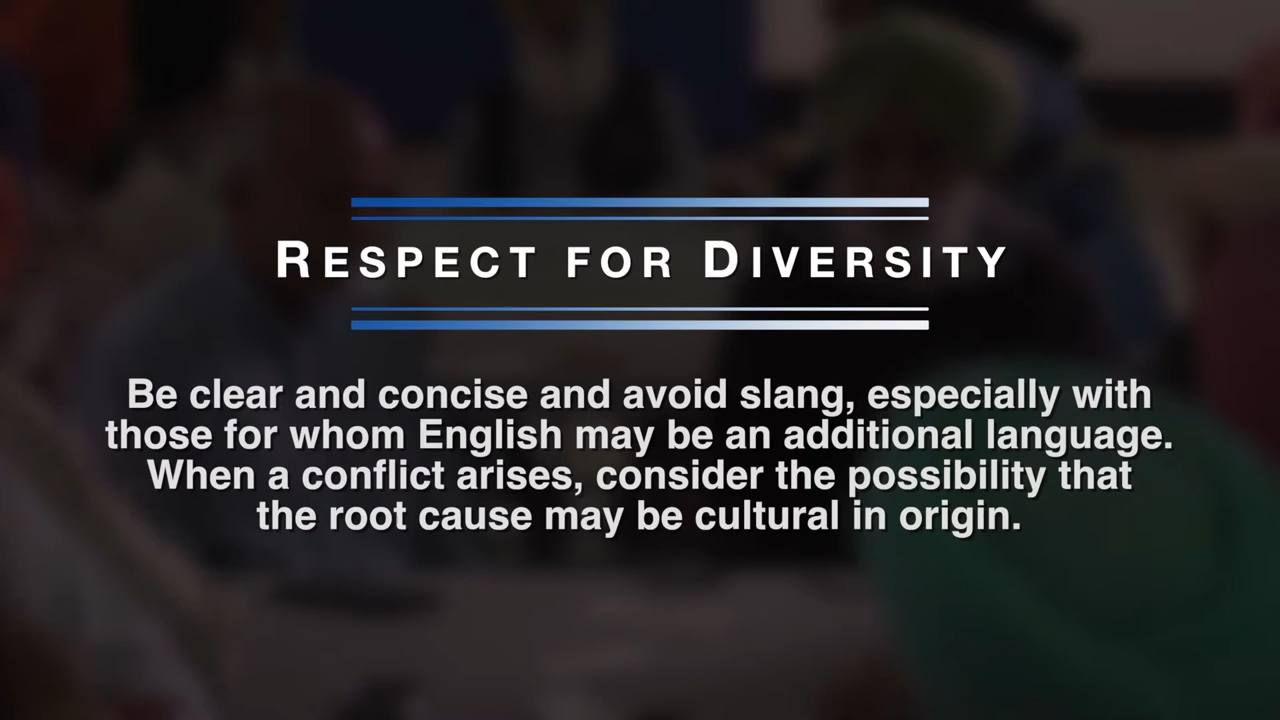 RESPECT FOR DIVERSITY
Be clear and concise and avoid slang, especially with
those for whom English may be an additional language.
When a conflict arises, consider the possibility that
the root cause may be cultural in origin.